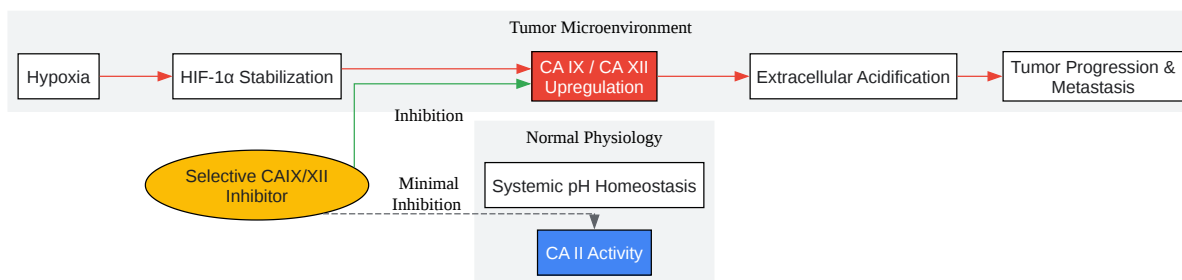 Tumor Microenvironment
Hypoxia
HIF-1α Stabilization
CA IX / CA XII
Upregulation
Extracellular Acidification
Tumor Progression &
Metastasis
Inhibition
Normal Physiology
Selective CAIX/XII
Inhibitor
Minimal
Inhibition
Systemic pH Homeostasis
CA II Activity